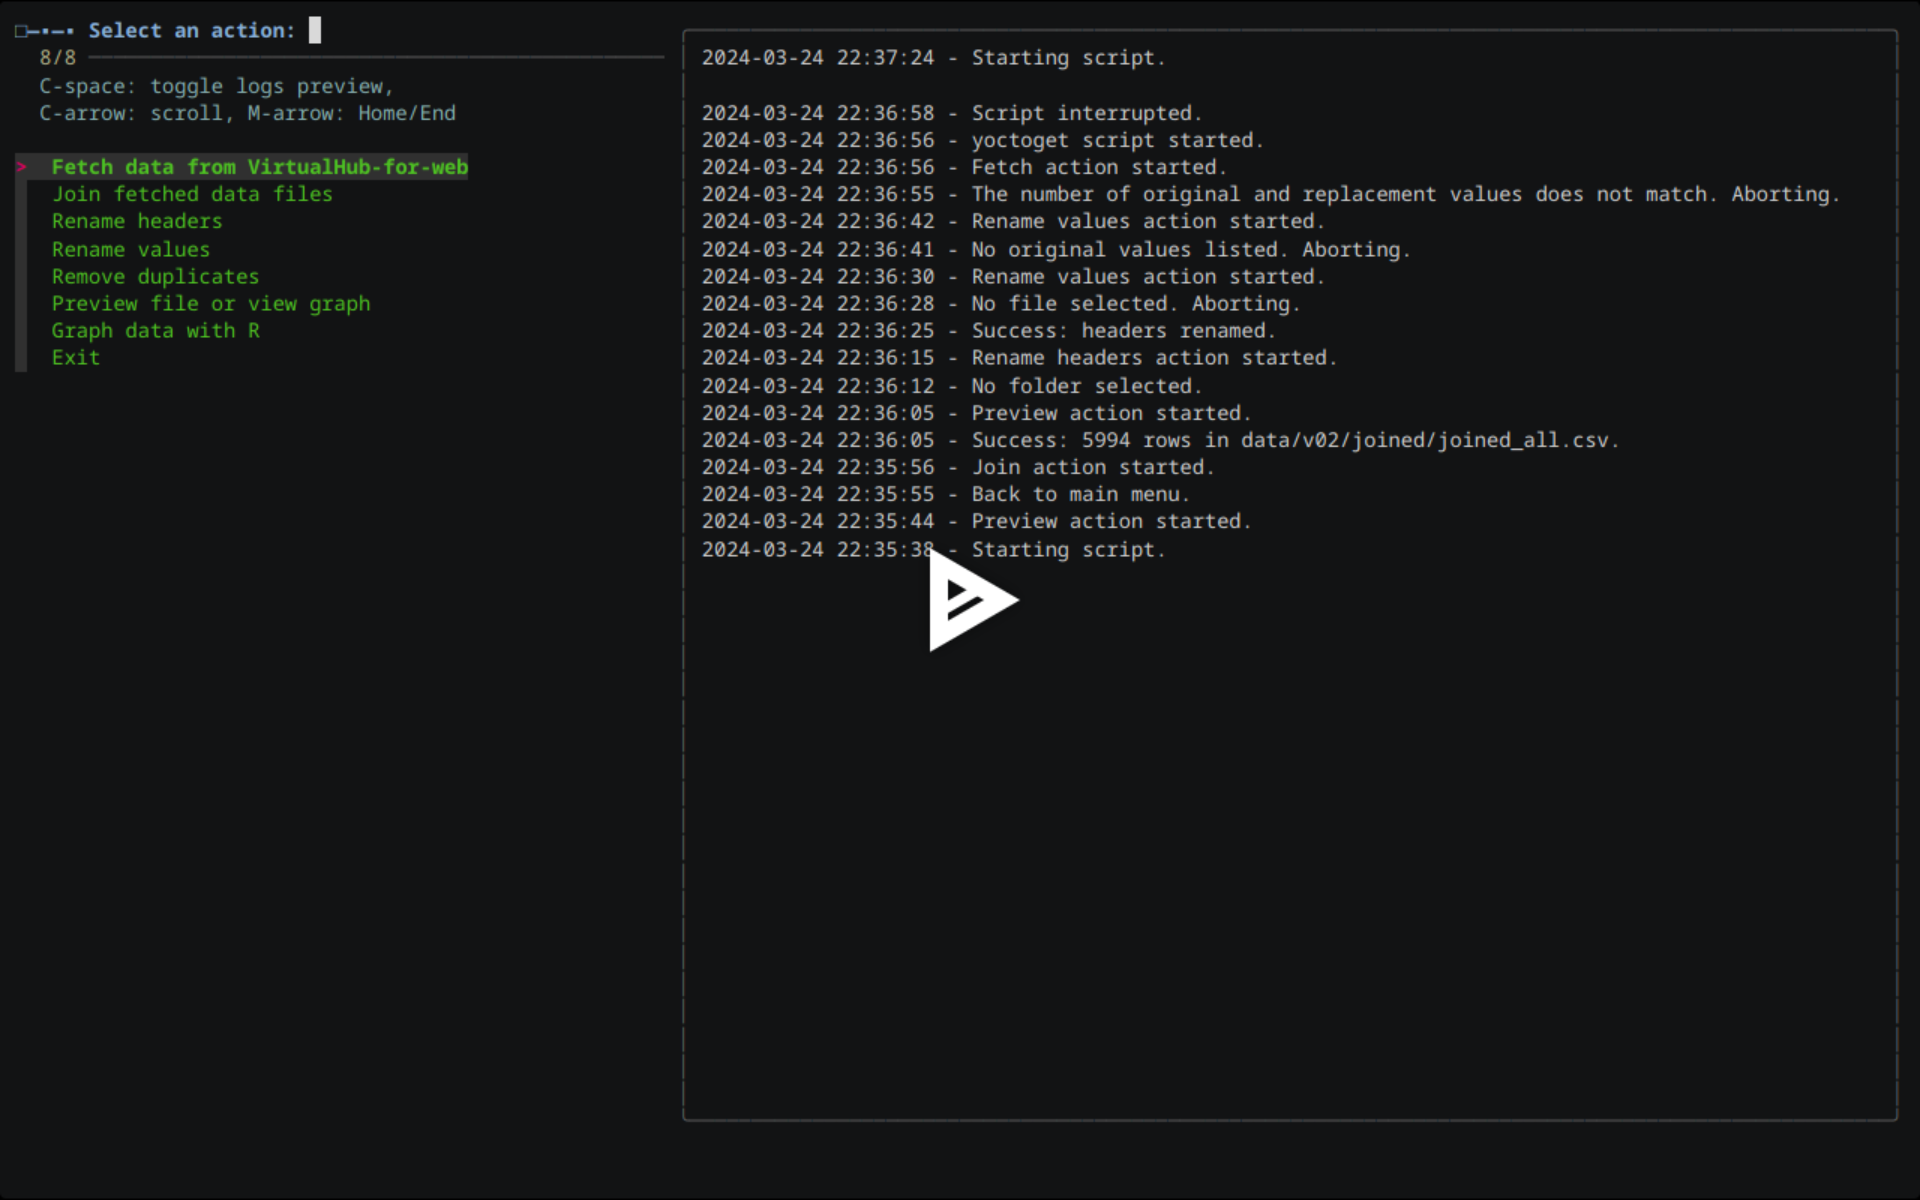 Select an action:
8/8
C-space: toggle logs preview,
C-arrow: scroll, M-arrow: Home/End
> Fetch data from VirtualHub-for-web
Join fetched data files
Rename headers
Rename values
Remove duplicates
Preview file or view graph
Graph data with R
Exit
2024-03-24 22:37:24 - Starting script.
2024-03-24 22:36:58 - Script interrupted.
2024-03-24 22:36:56 - yoctoget script started.
2024-03-24 22:36:56 - Fetch action started.
2024-03-24 22:36:55 - The number of original and replacement values does not match. Aborting.
2024-03-24 22:36:42 - Rename values action started.
2024-03-24 22:36:41 - No original values listed. Aborting.
2024-03-24 22:36:30 - Rename values action started.
2024-03-24 22:36:28 - No file selected. Aborting.
2024-03-24 22:36:25 - Success: headers renamed.
2024-03-24 22:36:15 - Rename headers action started.
2024-03-24 22:36:12 - No folder selected.
2024-03-24 22:36:05 - Preview action started.
2024-03-24 22:36:05 - Success: 5994 rows in data/v02/joined/joined_all.csv.
2024-03-24 22:35:56 - Join action started.
2024-03-24 22:35:55 - Back to main menu.
2024-03-24 22:35:44 - Preview action started.
2024-03-24 22:35:38 - Starting script.